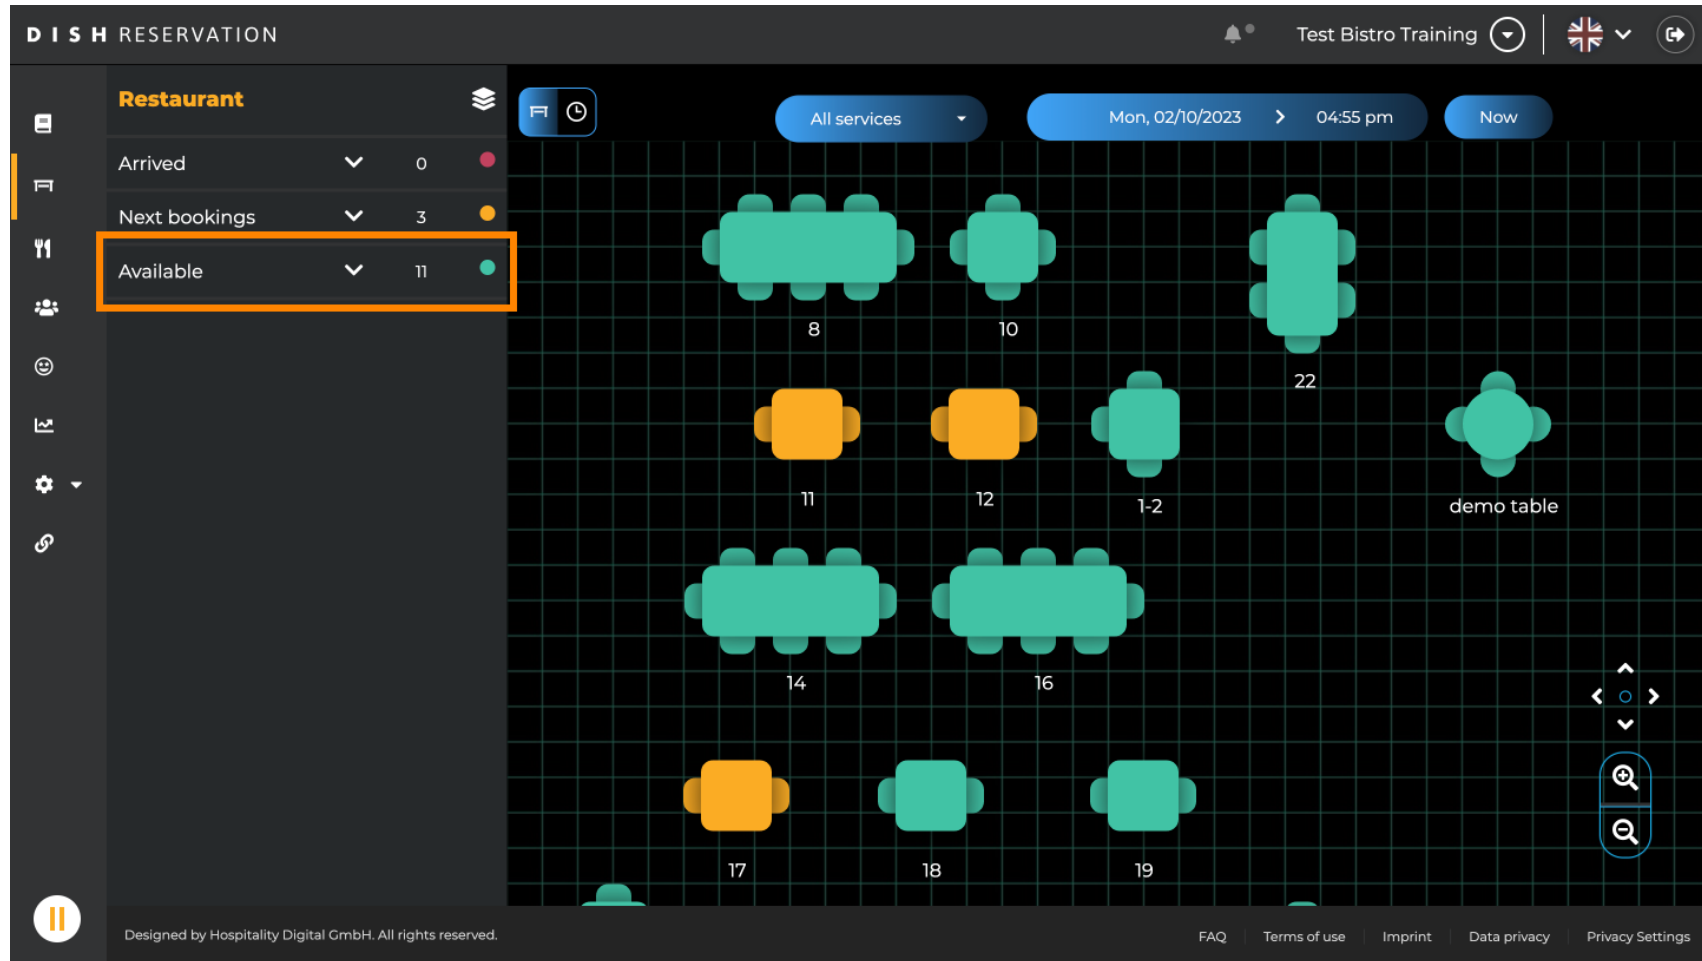 DISH RESERVATION
Test Bistro Training
Restaurant
All services
Mon, 02/10/2023
04:55 pm
Now
Arrived 0
Next bookings 3
Available 11
8
10
22
11
12
1-2
demo table
14
16
17
18
19
Designed by Hospitality Digital GmbH. All rights reserved.
FAQ
Terms of use
Imprint
Data privacy
Privacy Settings